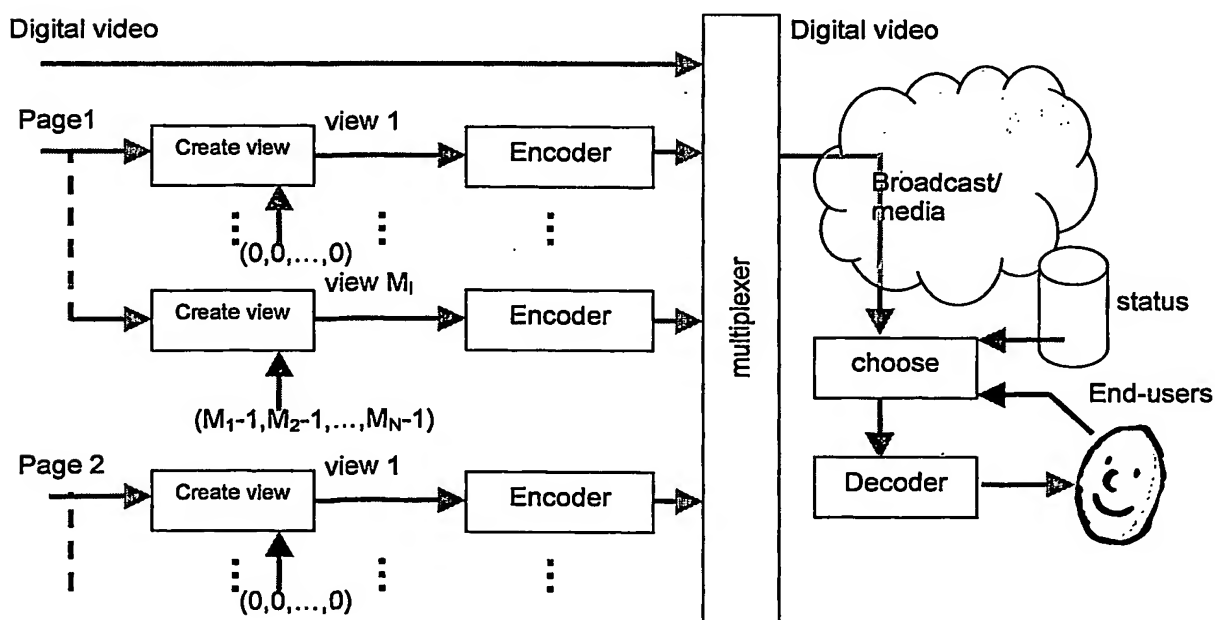 Digital video
Digital video
Page1
Create view
view 1
Encoder
(0,0,...,0)
Broadcast/
media
Create view
view M_I
Encoder
(M₁-1,M₂-1,...,M_N-1)
multiplexer
status
choose
End-users
Page 2
Create view
view 1
Encoder
Decoder
(0,0,...,0)